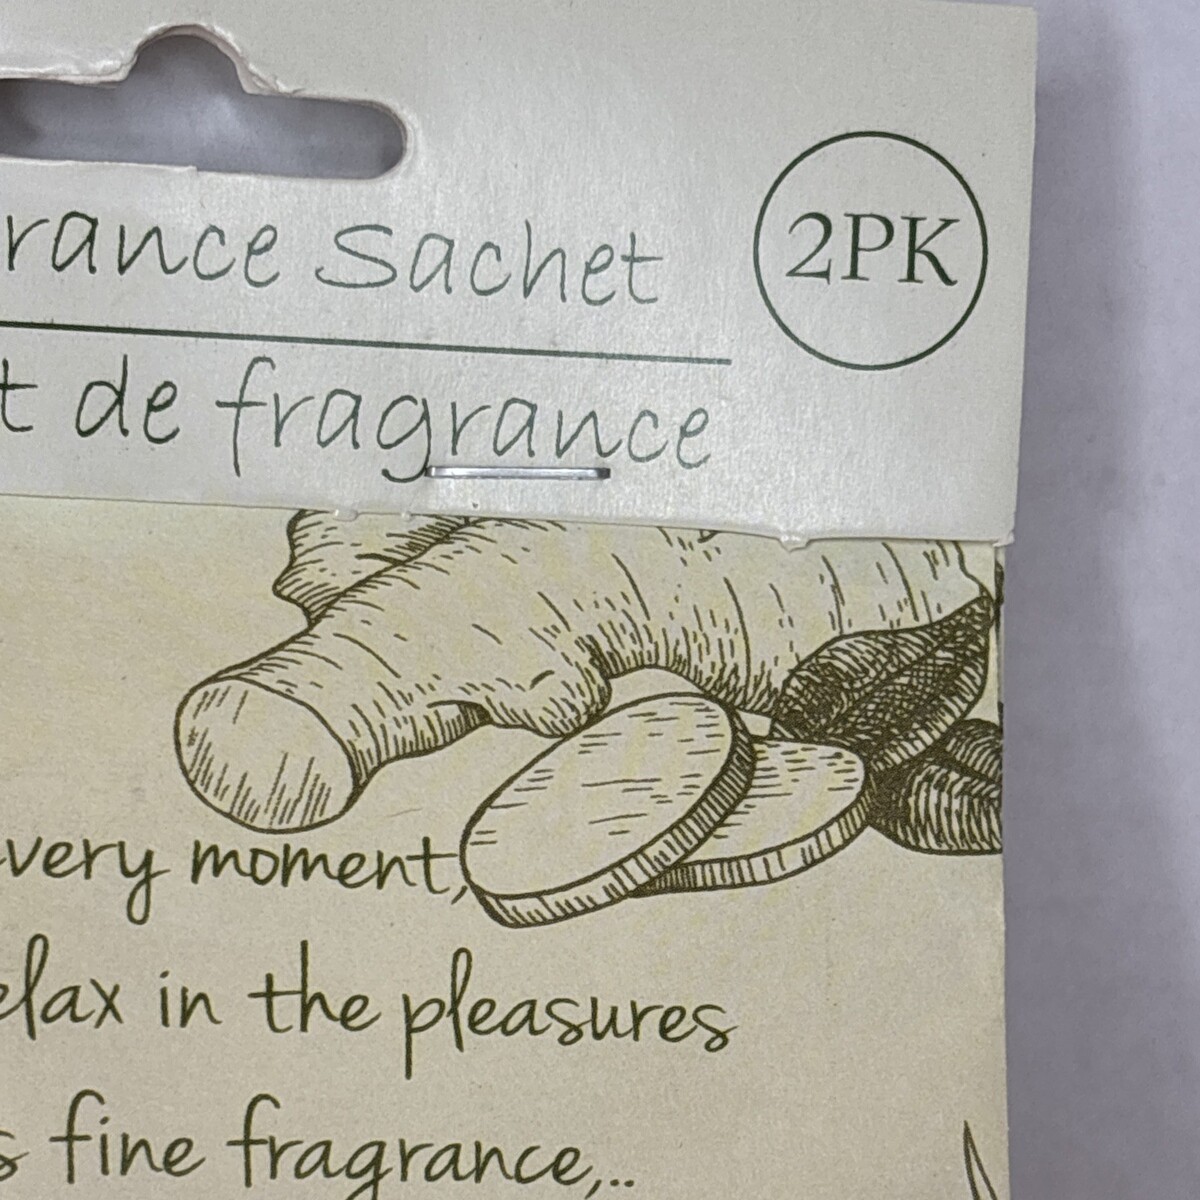 rance Sachet
2PK
t de fragrance
very moment,
elax in the pleasures
s fine fragrance,..